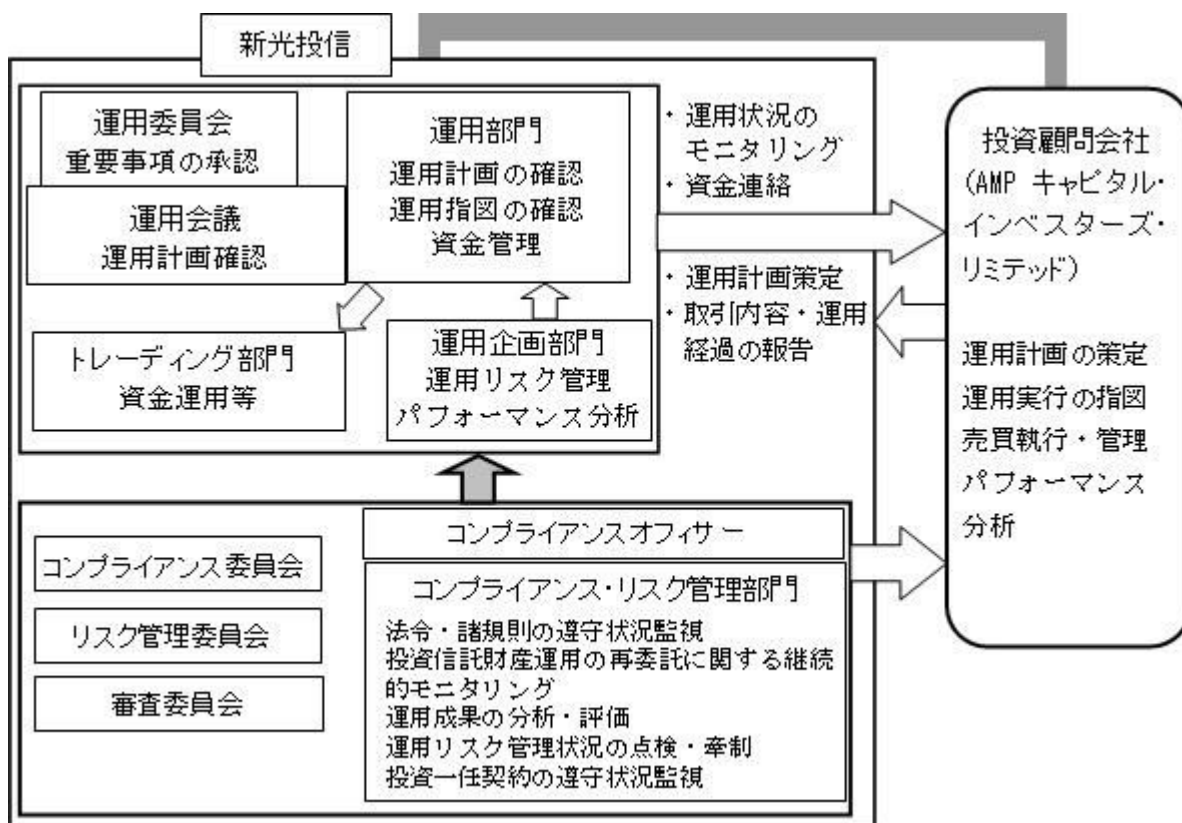 新光投信
運用委員会
重要事項の承認
運用会議
運用計画確認
運用部門
運用計画の確認
運用指図の確認
資金管理
トレーディング部門
資金運用等
運用企画部門
運用リスク管理
パフォーマンス分析
・運用状況の
モニタリング
・資金連絡
・運用計画策定
・取引内容・運用
経過の報告
投資顧問会社
(AMP キャピタル・
インベスターズ・
リミテッド)
運用計画の策定
運用実行の指図
売買執行・管理
パフォーマンス
分析
コンプライアンス委員会
リスク管理委員会
審査委員会
コンプライアンスオフィサー
コンプライアンス・リスク管理部門
法令・諸規則の遵守状況監視
投資信託財産運用の再委託に関する継続
的モニタリング
運用成果の分析・評価
運用リスク管理状況の点検・牽制
投資一任契約の遵守状況監視